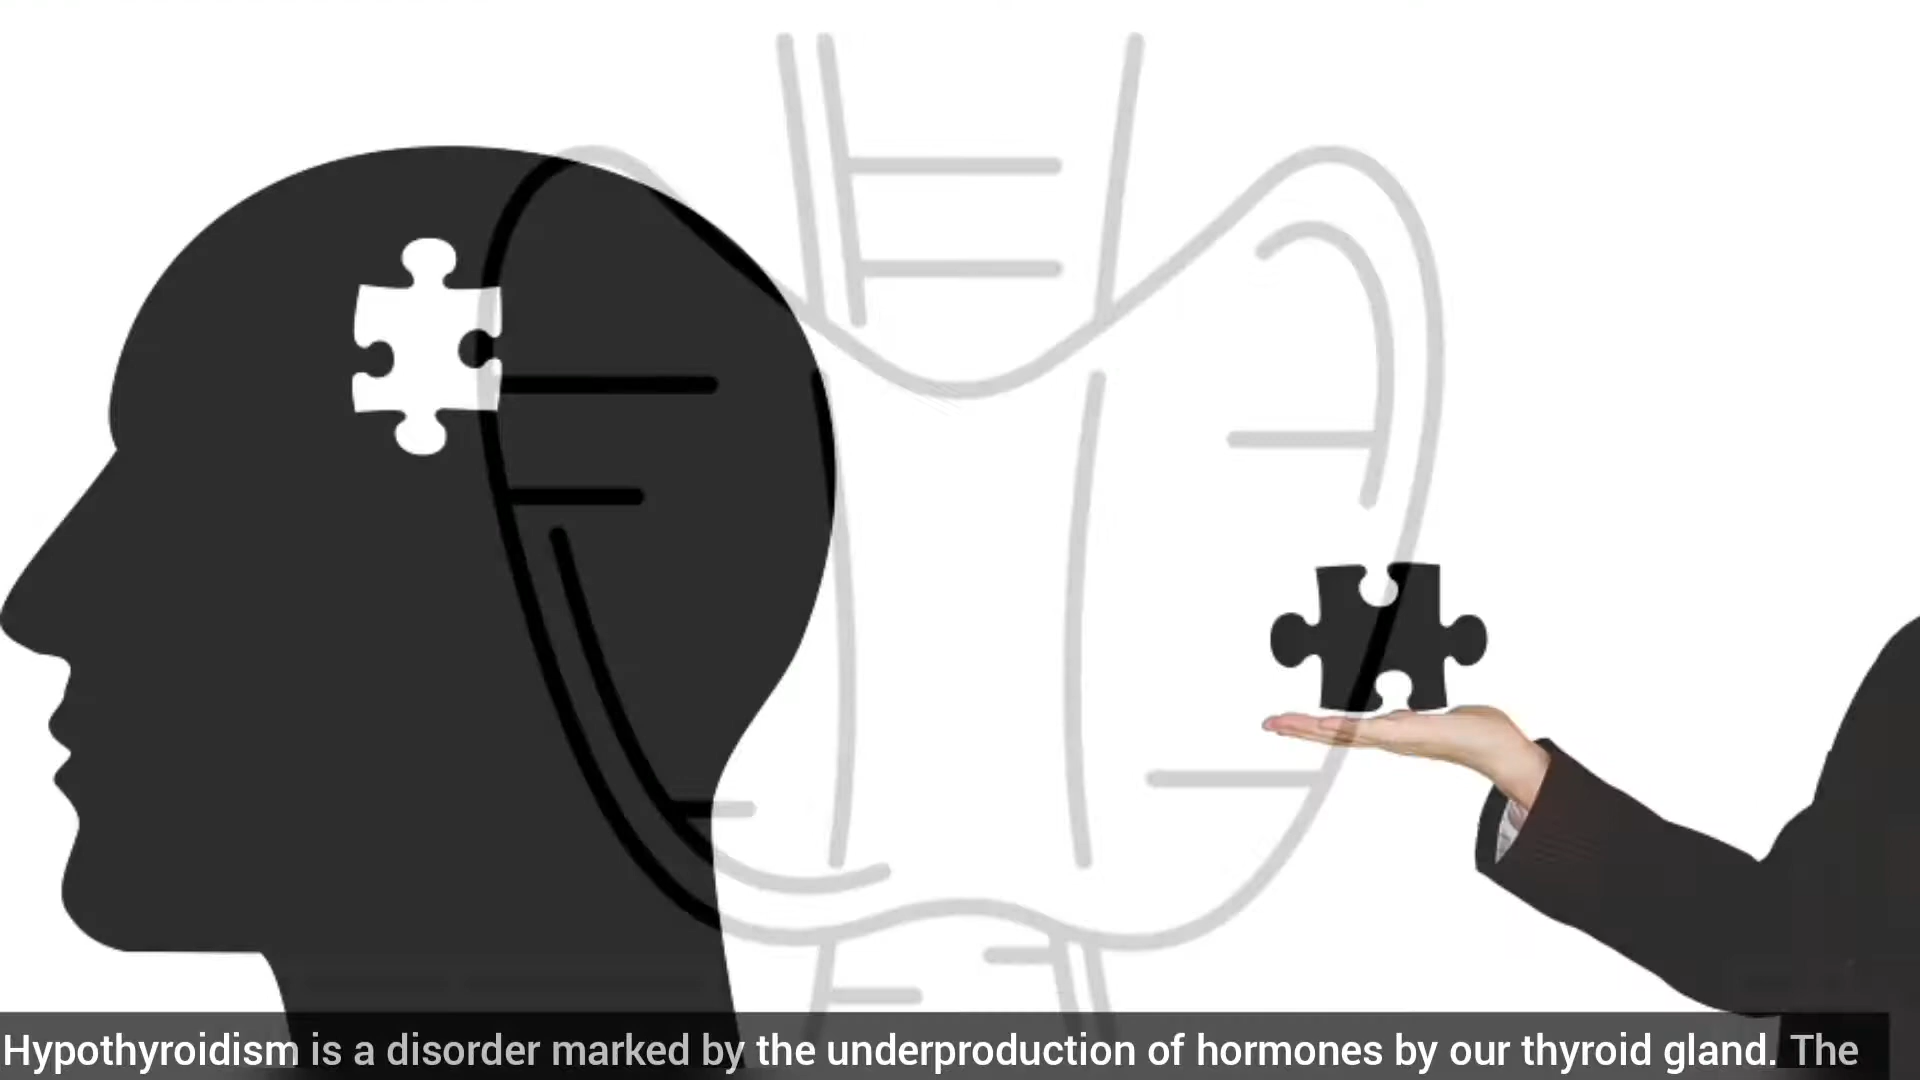 Hypothyroidism is a disorder marked by the underproduction of hormones by our thyroid gland. The